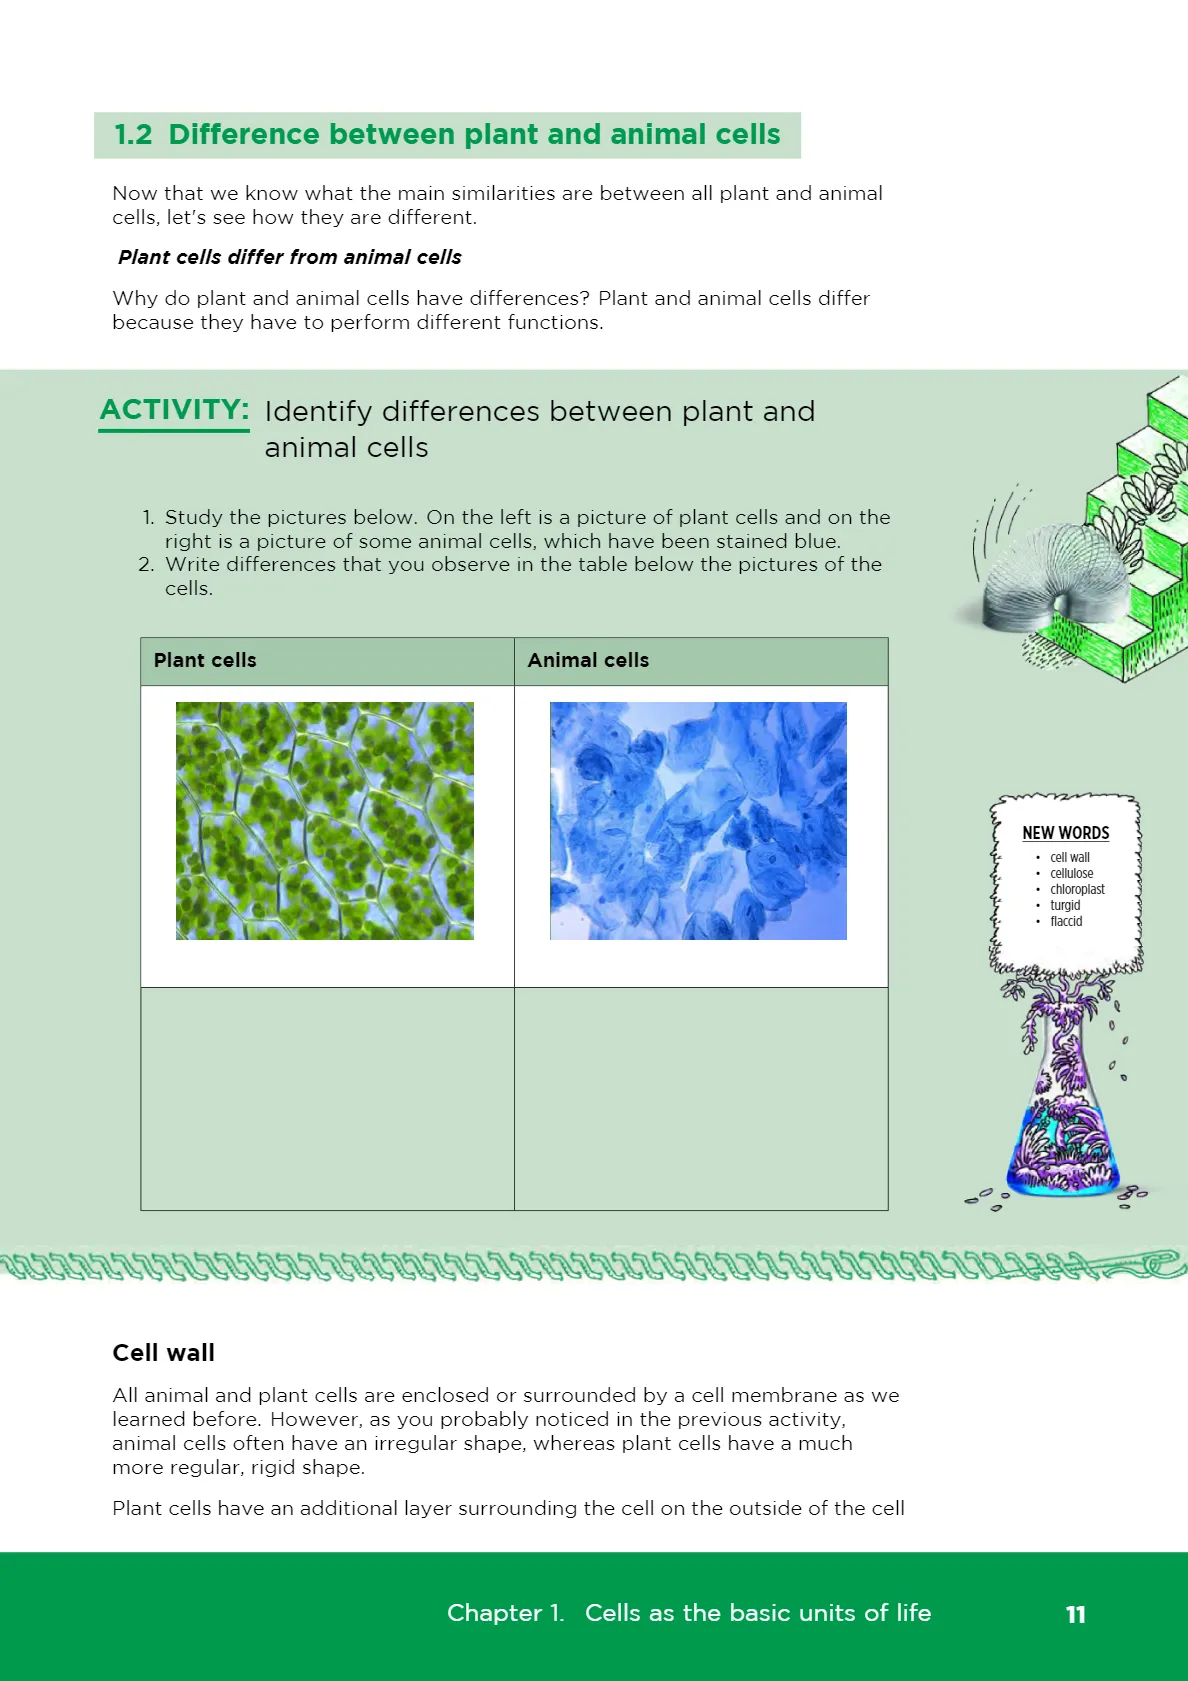 1.2 Difference between plant and animal cells
Now that we know what the main similarities are between all plant and animal
cells, let's see how they are different.
Plant cells differ from animal cells
Why do plant and animal cells have differences? Plant and animal cells differ
because they have to perform different functions.
ACTIVITY: Identify differences between plant and
animal cells
1. Study the pictures below. On the left is a picture of plant cells and on the
right is a picture of some animal cells, which have been stained blue.
2. Write differences that you observe in the table below the pictures of the
cells.
Plant cells
Animal cells
NEW WORDS
• cell wall
• cellulose
• chloroplast
• turgid
• flaccid
Cell wall
All animal and plant cells are enclosed or surrounded by a cell membrane as we
learned before. However, as you probably noticed in the previous activity,
animal cells often have an irregular shape, whereas plant cells have a much
more regular, rigid shape.
Plant cells have an additional layer surrounding the cell on the outside of the cell
Chapter 1. Cells as the basic units of life
11